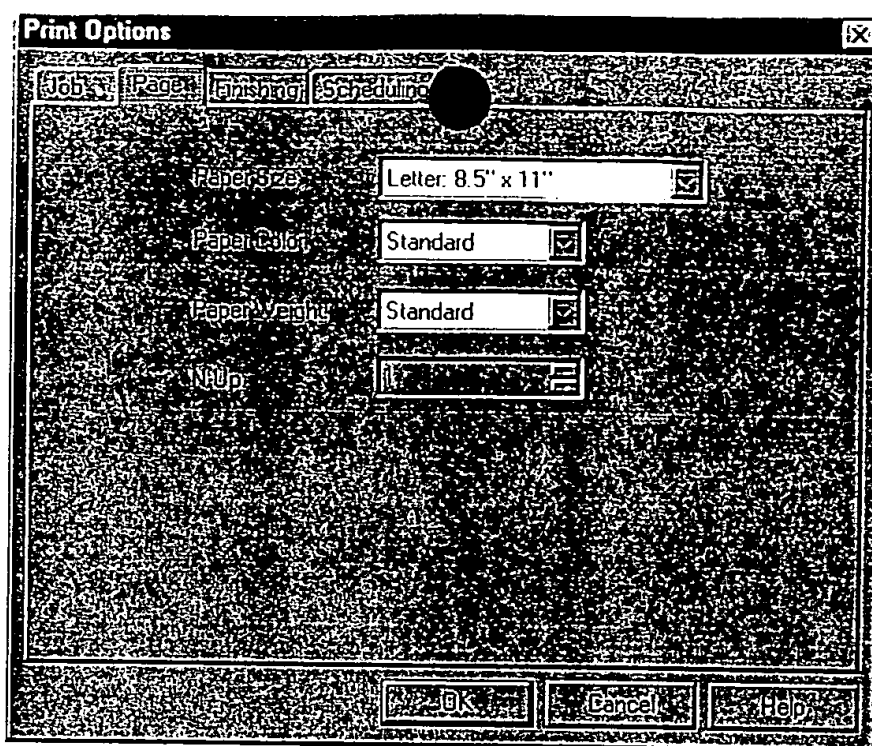 Print Options
Job Page Finishing Scheduling
Paper Size Letter: 8.5" x 11"
Paper Color Standard
Paper Weight Standard
N-Up 1
OK Cancel Help